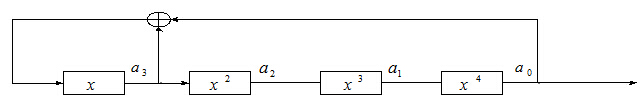 a₃ a₂ a₁ a₀
x x² x³ x⁴